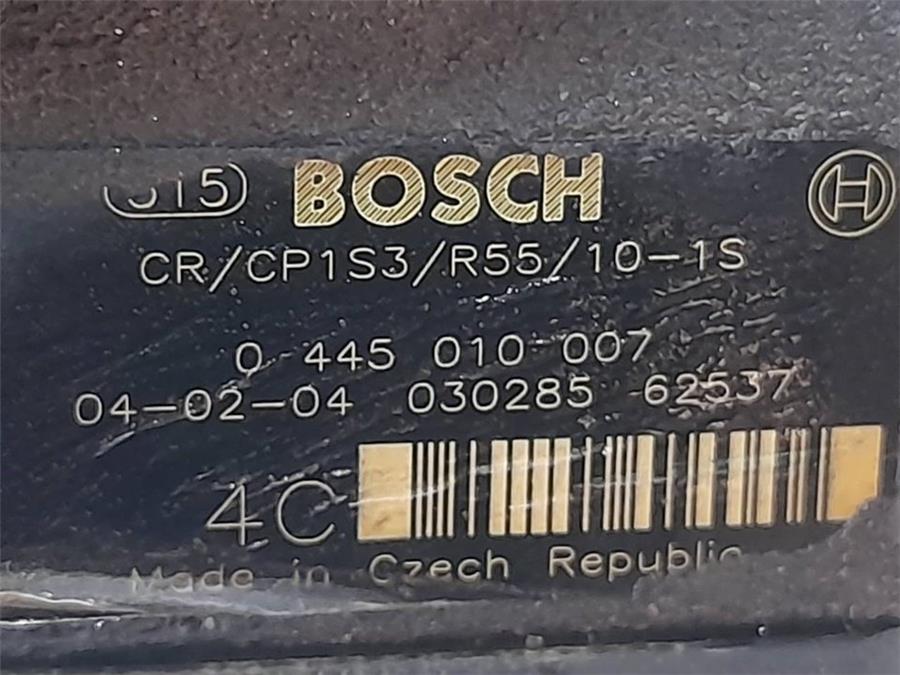 BOSCH
CR/CP1S3/R55/10-1S
0 445 010 007
04-02-04 030285 62537
4C
Made in Czech Republic